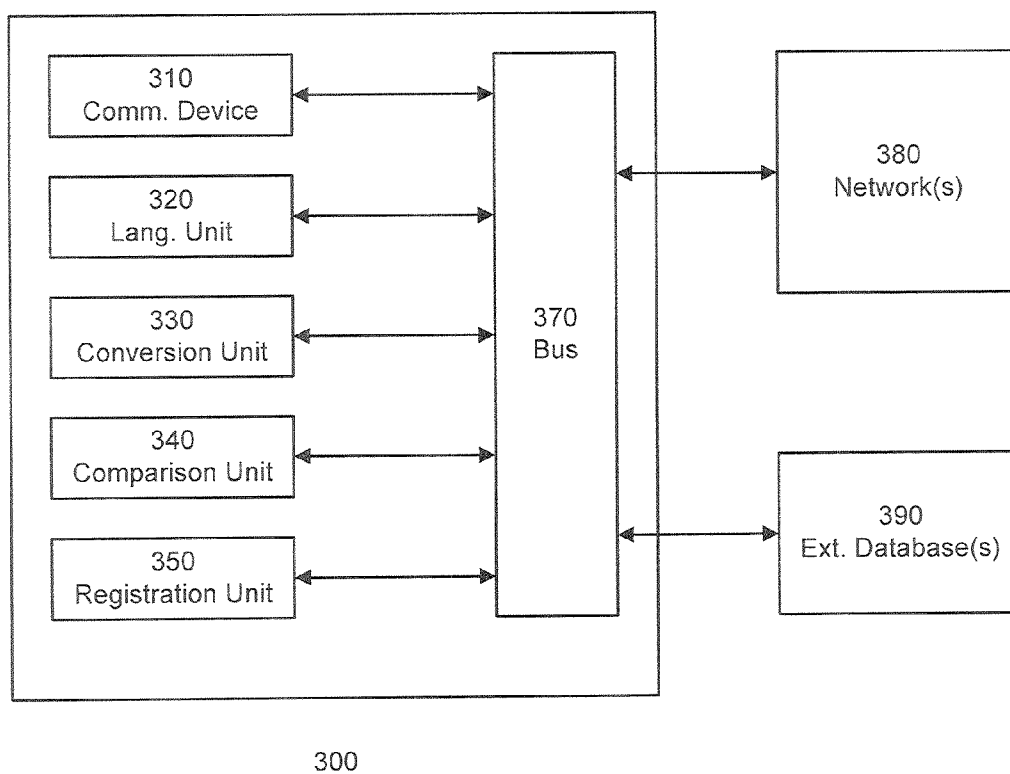 310
Comm. Device
320
Lang. Unit
330
Conversion Unit
340
Comparison Unit
350
Registration Unit
370
Bus
380
Network(s)
390
Ext. Database(s)
300